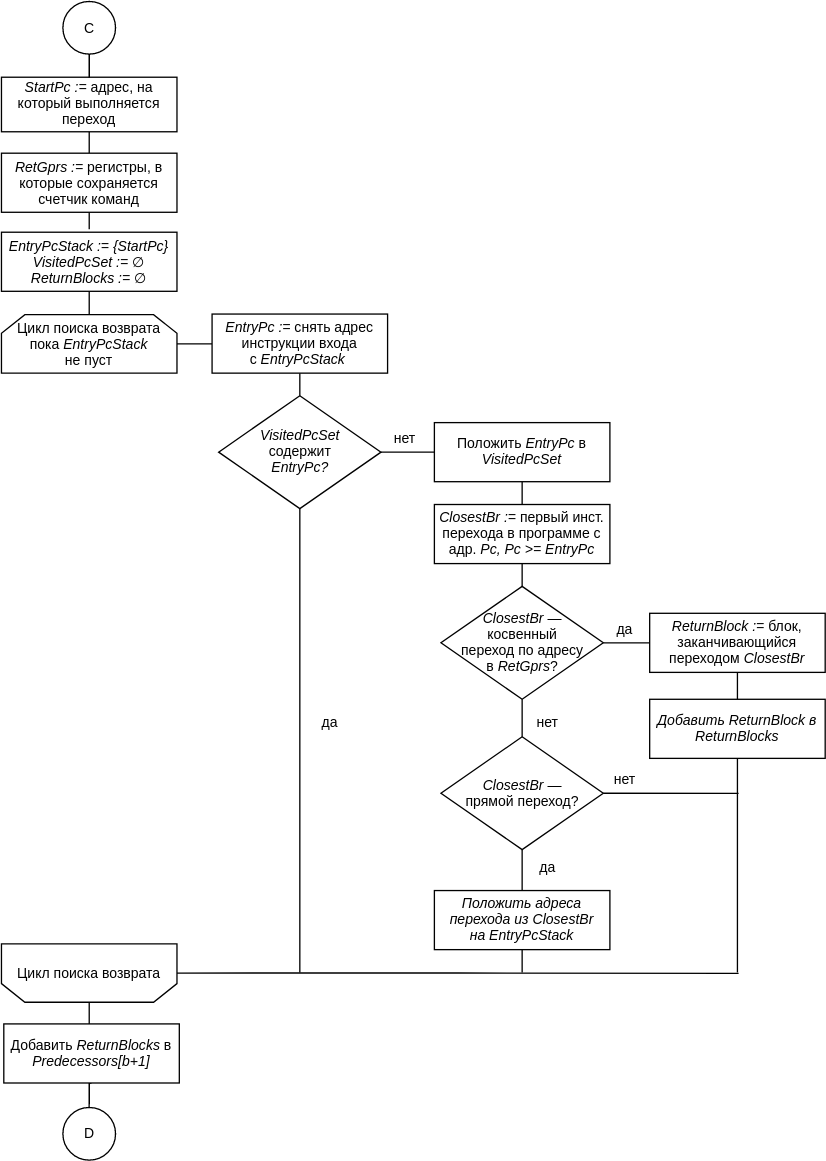 C
StartPc := адрес, на
который выполняется
переход
RetGprs := регистры, в
которые сохраняется
счетчик команд
EntryPcStack := {StartPc}
VisitedPcSet := ∅
ReturnBlocks := ∅
Цикл поиска возврата
пока EntryPcStack
не пуст
EntryPc := снять адрес
инструкции входа
с EntryPcStack
VisitedPcSet
содержит
EntryPc?
нет
Положить EntryPc в
VisitedPcSet
ClosestBr := первый инст.
перехода в программе с
адр. Pc, Pc >= EntryPc
ClosestBr —
косвенный
переход по адресу
в RetGprs?
да
ReturnBlock := блок,
заканчивающийся
переходом ClosestBr
Добавить ReturnBlock в
ReturnBlocks
да
нет
ClosestBr —
прямой переход?
нет
да
Положить адреса
перехода из ClosestBr
на EntryPcStack
Цикл поиска возврата
Добавить ReturnBlocks в
Predecessors[b+1]
D